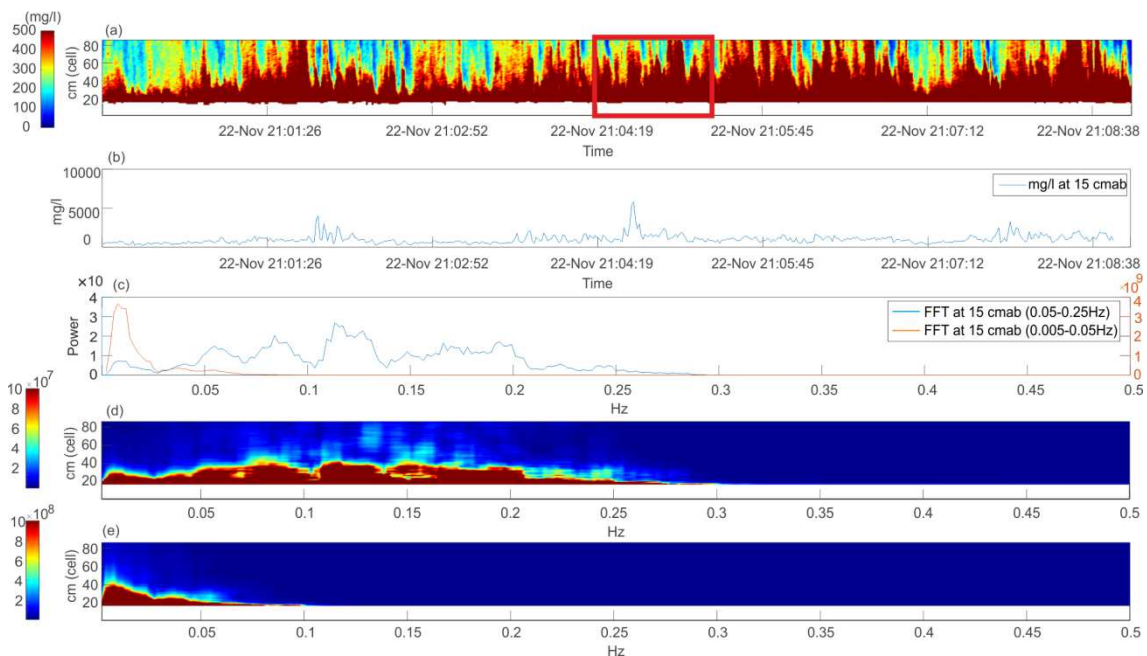 (mg/l)
500
400
300
200
100
0
(a)
cm (cell)
80
60
40
20
22-Nov 21:01:26
22-Nov 21:02:52
22-Nov 21:04:19
22-Nov 21:05:45
22-Nov 21:07:12
22-Nov 21:08:38
Time
(b)
mg/l
10000
5000
0
mg/l at 15 cmab
22-Nov 21:01:26
22-Nov 21:02:52
22-Nov 21:04:19
22-Nov 21:05:45
22-Nov 21:07:12
22-Nov 21:08:38
Time
×10
(c)
×10⁹
Power
4
3
2
1
0
4
3
2
1
0
FFT at 15 cmab (0.05-0.25Hz)
FFT at 15 cmab (0.005-0.05Hz)
0.05
0.1
0.15
0.2
0.25
0.3
0.35
0.4
0.45
0.5
Hz
×10⁷
10
8
6
4
2
(d)
cm (cell)
80
60
40
20
0.05
0.1
0.15
0.2
0.25
0.3
0.35
0.4
0.45
0.5
Hz
×10⁸
10
8
6
4
2
(e)
cm (cell)
80
60
40
20
0.05
0.1
0.15
0.2
0.25
0.3
0.35
0.4
0.45
0.5
Hz